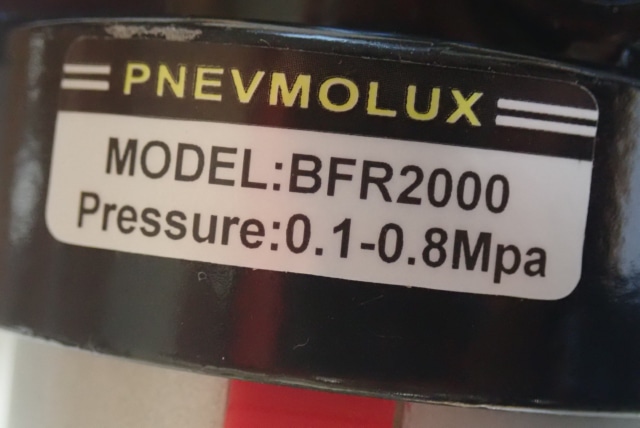 PNEVMOLUX
MODEL:BFR2000
Pressure:0.1-0.8Mpa